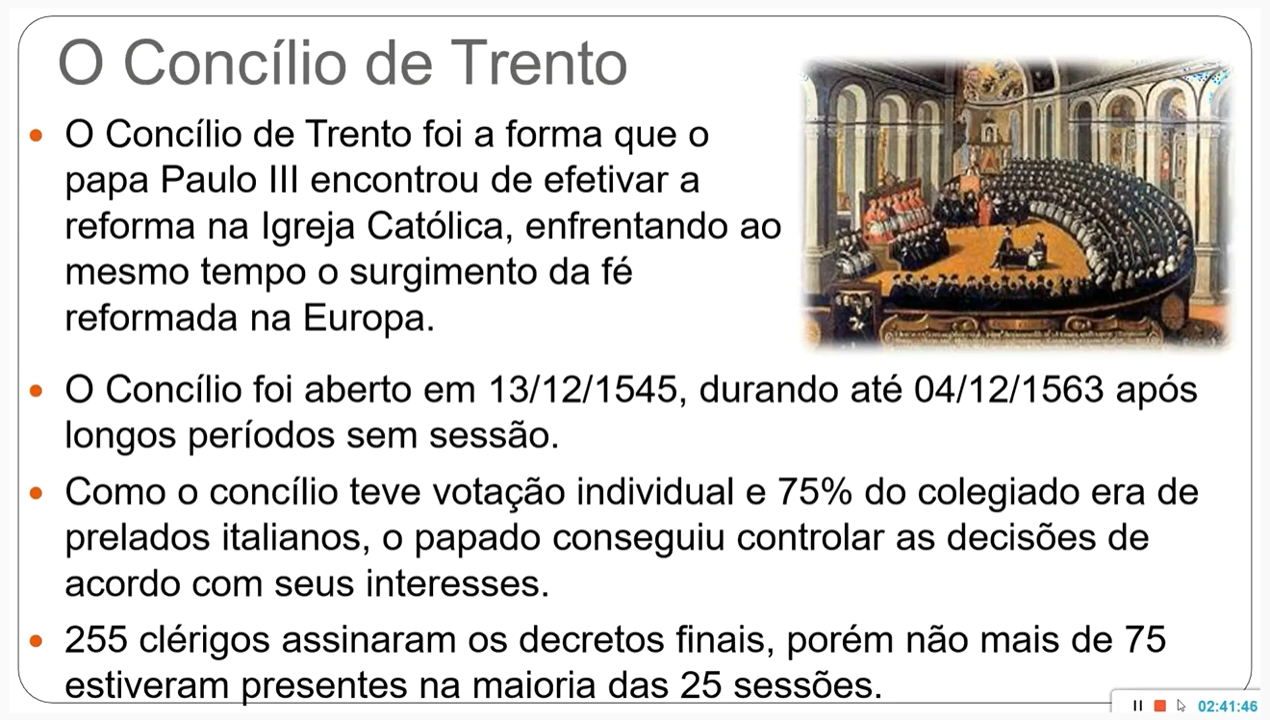 O Concílio de Trento
• O Concílio de Trento foi a forma que o
papa Paulo III encontrou de efetivar a
reforma na Igreja Católica, enfrentando ao
mesmo tempo o surgimento da fé
reformada na Europa.
• O Concílio foi aberto em 13/12/1545, durando até 04/12/1563 após
longos períodos sem sessão.
• Como o concílio teve votação individual e 75% do colegiado era de
prelados italianos, o papado conseguiu controlar as decisões de
acordo com seus interesses.
• 255 clérigos assinaram os decretos finais, porém não mais de 75
estiveram presentes na maioria das 25 sessões.
02:41:46